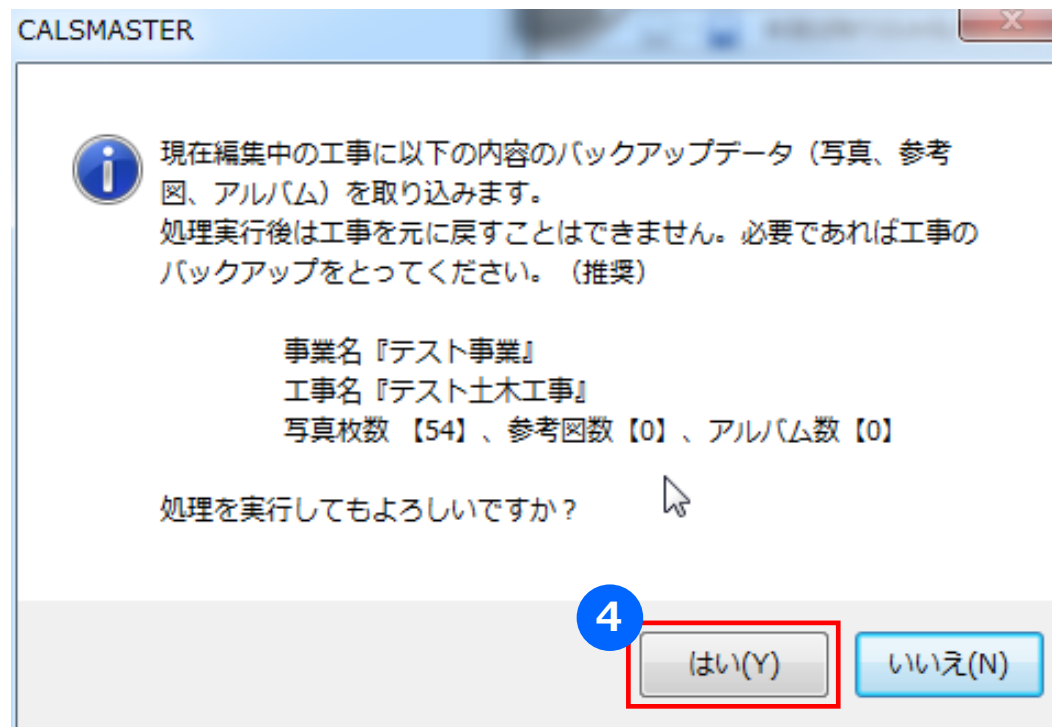 CALSMASTER
現在編集中の工事に以下の内容のバックアップデータ（写真、参考
図、アルバム）を取り込みます。
処理実行後は工事を元に戻すことはできません。必要であれば工事の
バックアップをとってください。（推奨）
事業名『テスト事業』
工事名『テスト土木工事』
写真枚数 【54】、参考図数【0】、アルバム数【0】
処理を実行してもよろしいですか？
4
はい(Y) いいえ(N)